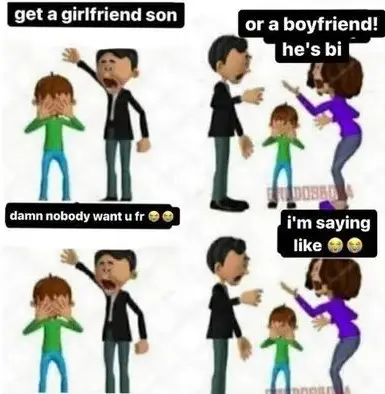 get a girlfriend son
or a boyfriend!
he's bi
damn nobody want u fr 😭😭
i'm saying
like 😭😭